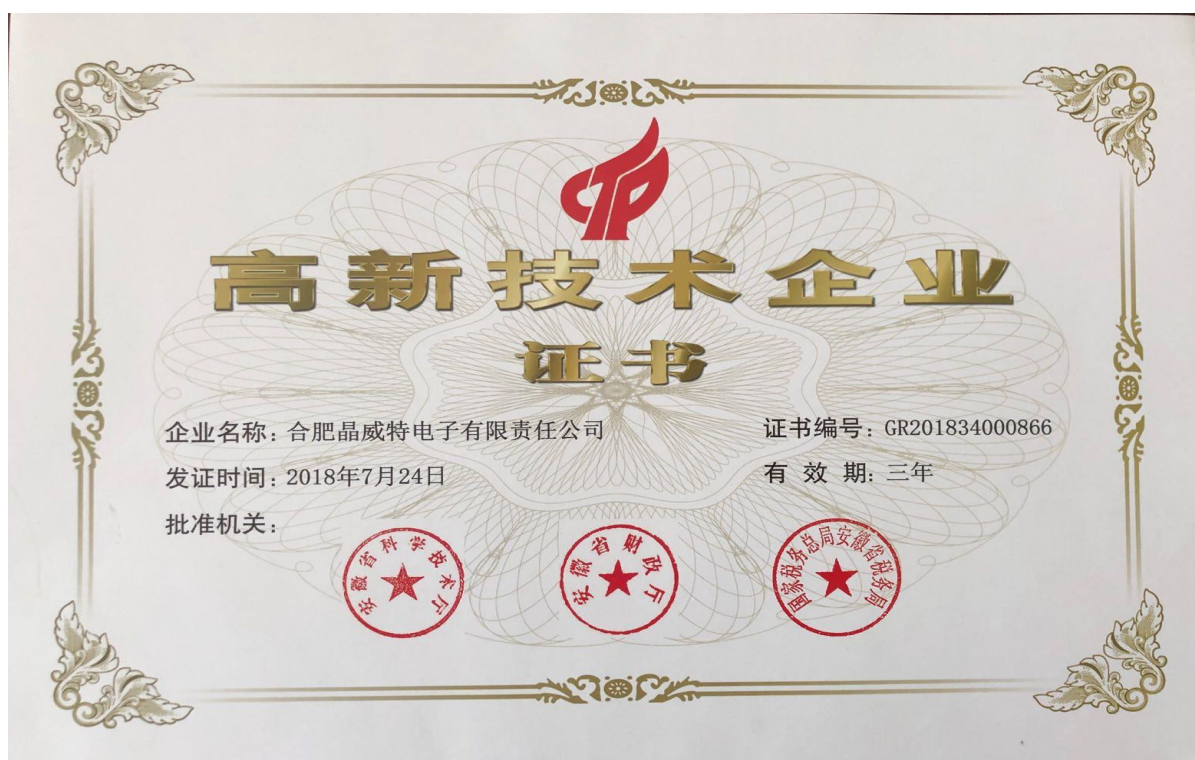 高新技术企业
证书
企业名称：合肥晶威特电子有限责任公司
证书编号：GR201834000866
发证时间：2018年7月24日
有效期：三年
批准机关：
安徽省科学技术厅
安徽省财政厅
国家税务总局安徽省税务局